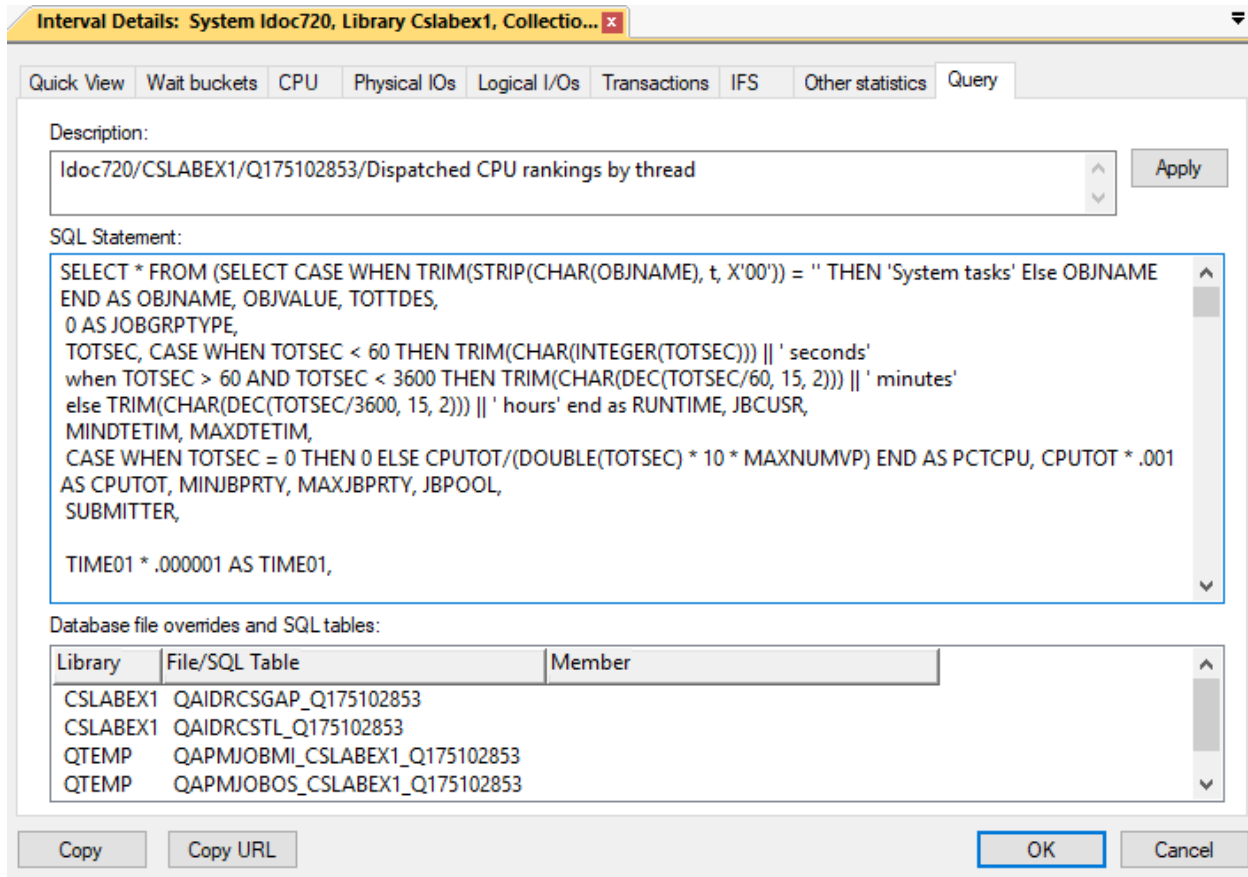 Interval Details: System Idoc720, Library Cslabex1, Collectio...
Quick View Wait buckets CPU Physical IOs Logical I/Os Transactions IFS Other statistics Query
Description:
Idoc720/CSLABEX1/Q175102853/Dispatched CPU rankings by thread
Apply
SQL Statement:
SELECT * FROM (SELECT CASE WHEN TRIM(STRIP(CHAR(OBJNAME), t, X'00')) = '' THEN 'System tasks' Else OBJNAME
END AS OBJNAME, OBJVALUE, TOTTDES,
0 AS JOBGRPTYPE,
TOTSEC, CASE WHEN TOTSEC < 60 THEN TRIM(CHAR(INTEGER(TOTSEC))) || ' seconds'
when TOTSEC > 60 AND TOTSEC < 3600 THEN TRIM(CHAR(DEC(TOTSEC/60, 15, 2))) || ' minutes'
else TRIM(CHAR(DEC(TOTSEC/3600, 15, 2))) || ' hours' end as RUNTIME, JBCUSR,
MINDTETIM, MAXDTETIM,
CASE WHEN TOTSEC = 0 THEN 0 ELSE CPUTOT/(DOUBLE(TOTSEC) * 10 * MAXNUMVP) END AS PCTCPU, CPUTOT * .001
AS CPUTOT, MINJBPRTY, MAXJBPRTY, JBPOOL,
SUBMITTER,
TIME01 * .000001 AS TIME01,
Database file overrides and SQL tables:
Library File/SQL Table Member
CSLABEX1 QAIDRCSGAP_Q175102853
CSLABEX1 QAIDRCSTL_Q175102853
QTEMP QAPMJOBMI_CSLABEX1_Q175102853
QTEMP QAPMJOBOS_CSLABEX1_Q175102853
Copy Copy URL OK Cancel